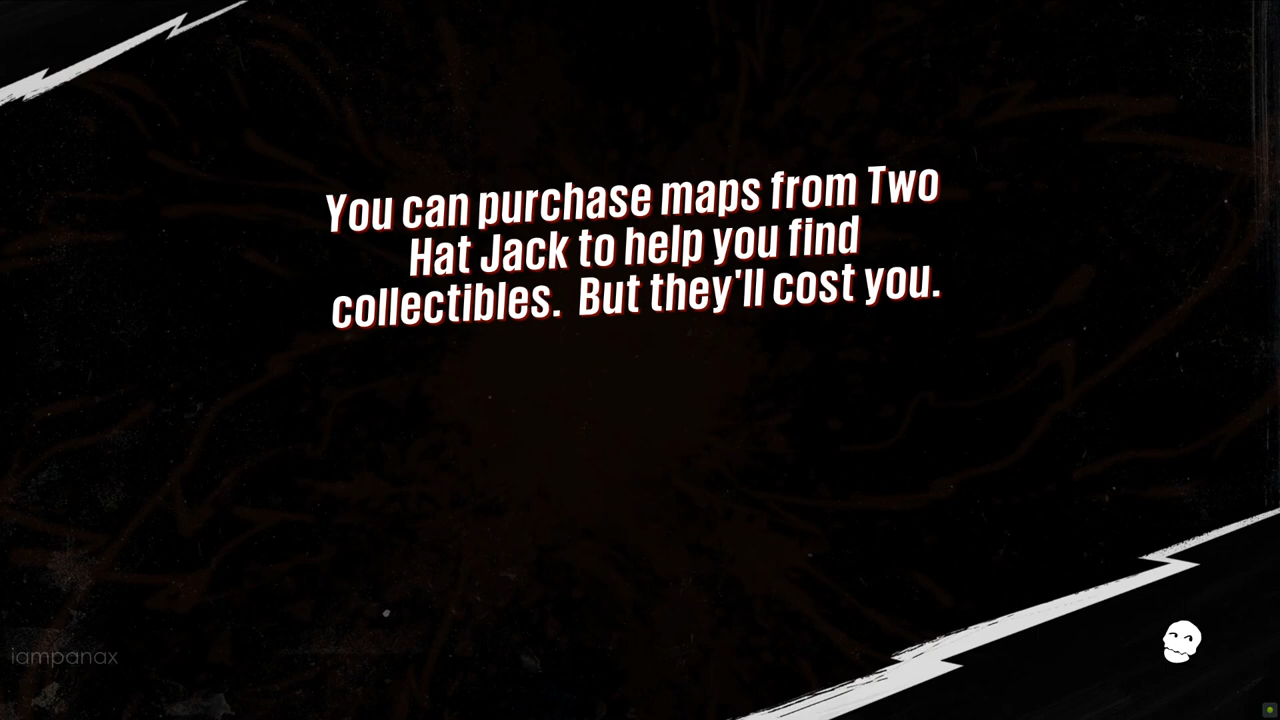 You can purchase maps from Two
Hat Jack to help you find
collectibles.  But they'll cost you.
iampanax